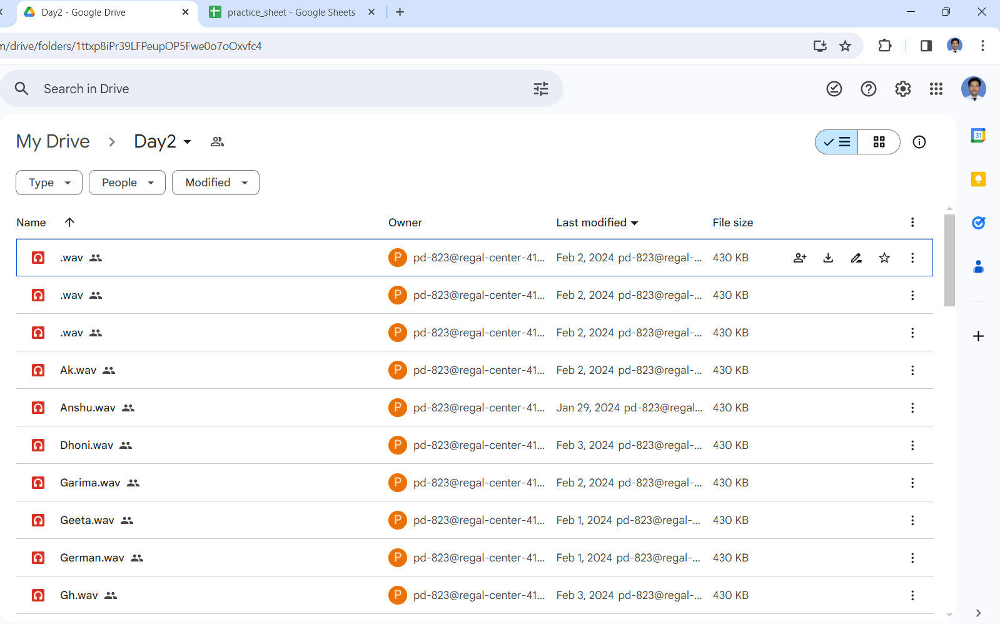 Day2 - Google Drive
practice_sheet - Google Sheets
m/drive/folders/1ttxp8iPr39LFPeupOP5Fwe0o7oOxvfc4
Search in Drive
31
My Drive > Day2
Type People Modified
Name Owner Last modified File size
.wav P pd-823@regal-center-41... Feb 2, 2024 pd-823@regal-... 430 KB
.wav P pd-823@regal-center-41... Feb 2, 2024 pd-823@regal-... 430 KB
.wav P pd-823@regal-center-41... Feb 2, 2024 pd-823@regal-... 430 KB
Ak.wav P pd-823@regal-center-41... Feb 2, 2024 pd-823@regal-... 430 KB
Anshu.wav P pd-823@regal-center-41... Jan 29, 2024 pd-823@regal... 430 KB
Dhoni.wav P pd-823@regal-center-41... Feb 3, 2024 pd-823@regal-... 430 KB
Garima.wav P pd-823@regal-center-41... Feb 2, 2024 pd-823@regal-... 430 KB
Geeta.wav P pd-823@regal-center-41... Feb 1, 2024 pd-823@regal-... 430 KB
German.wav P pd-823@regal-center-41... Feb 1, 2024 pd-823@regal-... 430 KB
Gh.wav P pd-823@regal-center-41... Feb 3, 2024 pd-823@regal-... 430 KB